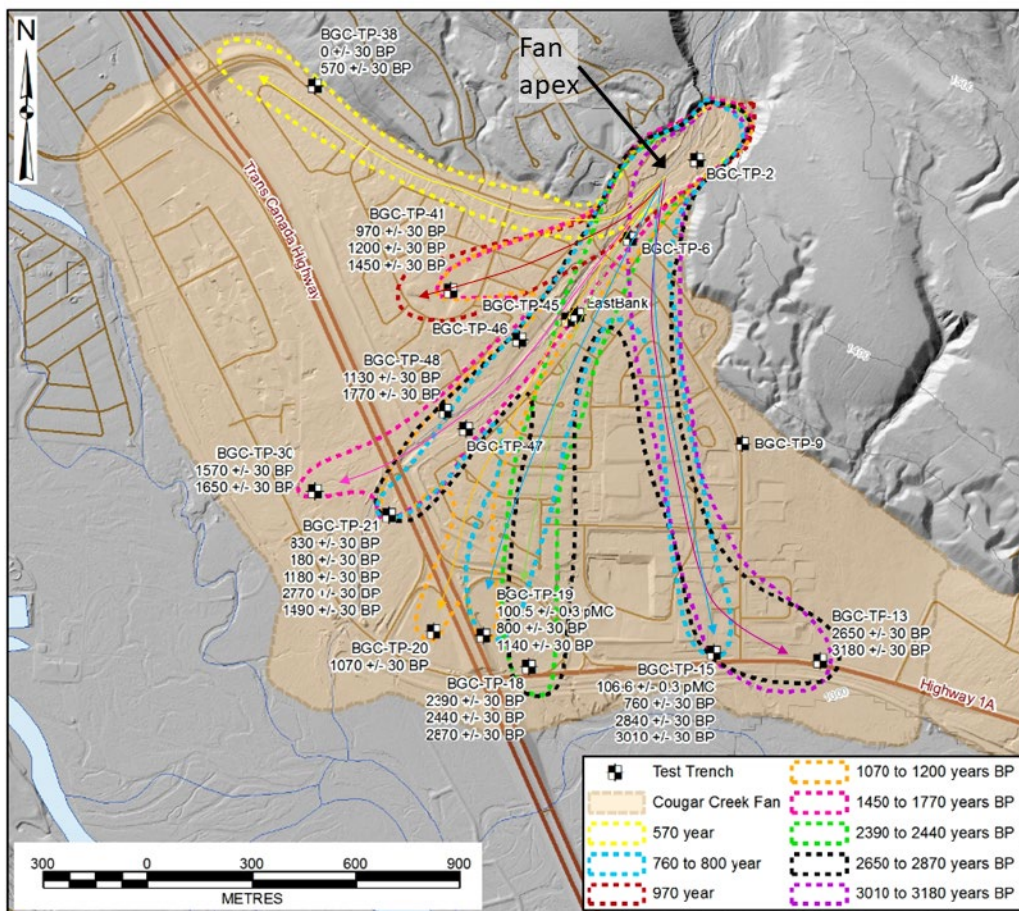 N
BGC-TP-38
0 +/- 30 BP
570 +/- 30 BP
Fan
apex
BGC-TP-2
Trans Canada Highway
BGC-TP-41
970 +/- 30 BP
1200 +/- 30 BP
1450 +/- 30 BP
BGC-TP-6
BGC-TP-45
EastBank
BGC-TP-46
BGC-TP-48
1130 +/- 30 BP
1770 +/- 30 BP
BGC-TP-47
BGC-TP-9
BGC-TP-30
1570 +/- 30 BP
1650 +/- 30 BP
BGC-TP-21
830 +/- 30 BP
180 +/- 30 BP
1180 +/- 30 BP
2770 +/- 30 BP
1490 +/- 30 BP
BGC-TP-19
100.5 +/- 0.3 pMC
800 +/- 30 BP
1140 +/- 30 BP
BGC-TP-13
2650 +/- 30 BP
3180 +/- 30 BP
BGC-TP-20
1070 +/- 30 BP
BGC-TP-18
2390 +/- 30 BP
2440 +/- 30 BP
2870 +/- 30 BP
BGC-TP-15
106.6 +/- 0.3 pMC
760 +/- 30 BP
2840 +/- 30 BP
3010 +/- 30 BP
Highway 1A
Test Trench
Cougar Creek Fan
570 year
760 to 800 year
970 year
1070 to 1200 years BP
1450 to 1770 years BP
2390 to 2440 years BP
2650 to 2870 years BP
3010 to 3180 years BP
300 0 300 600 900
METRES